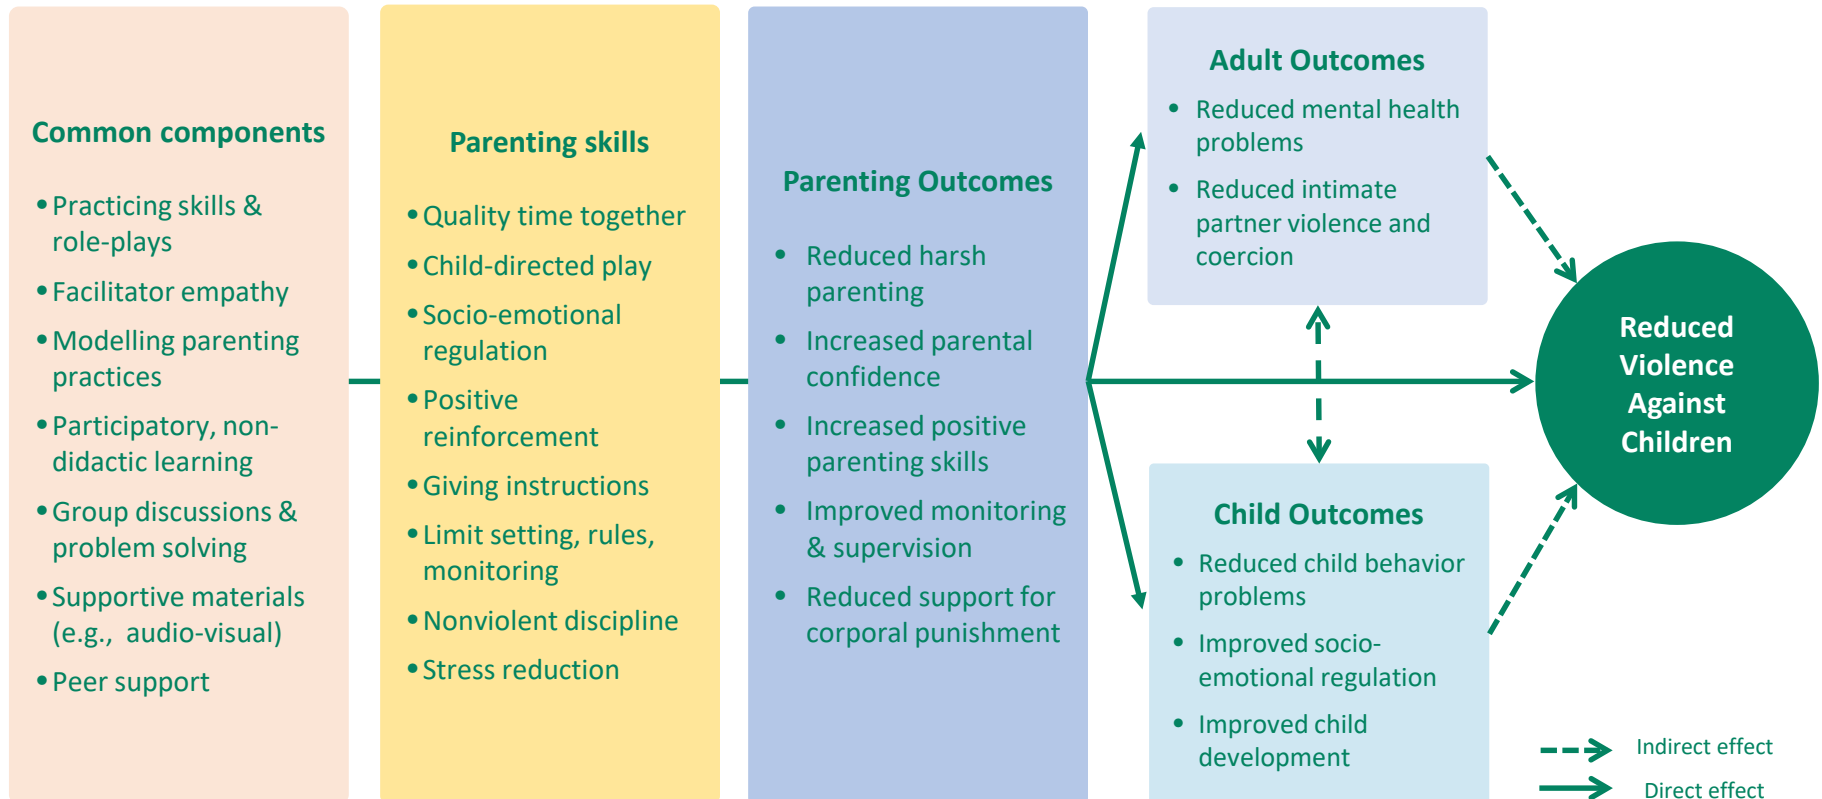 Common components
• Practicing skills &
role-plays
• Facilitator empathy
• Modelling parenting
practices
• Participatory, non-
didactic learning
• Group discussions &
problem solving
• Supportive materials
(e.g., audio-visual)
• Peer support
Parenting skills
• Quality time together
• Child-directed play
• Socio-emotional
regulation
• Positive
reinforcement
• Giving instructions
• Limit setting, rules,
monitoring
• Nonviolent discipline
• Stress reduction
Parenting Outcomes
• Reduced harsh
parenting
• Increased parental
confidence
• Increased positive
parenting skills
• Improved monitoring
& supervision
• Reduced support for
corporal punishment
Adult Outcomes
• Reduced mental health
problems
• Reduced intimate
partner violence and
coercion
Child Outcomes
• Reduced child behavior
problems
• Improved socio-
emotional regulation
• Improved child
development
Reduced
Violence
Against
Children
Indirect effect
Direct effect